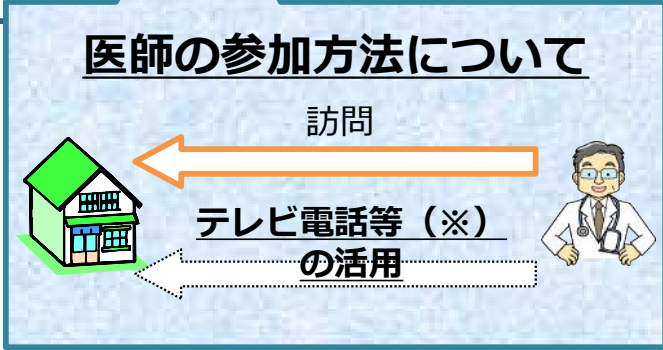 医師の参加方法について
訪問
テレビ電話等（※）
の活用